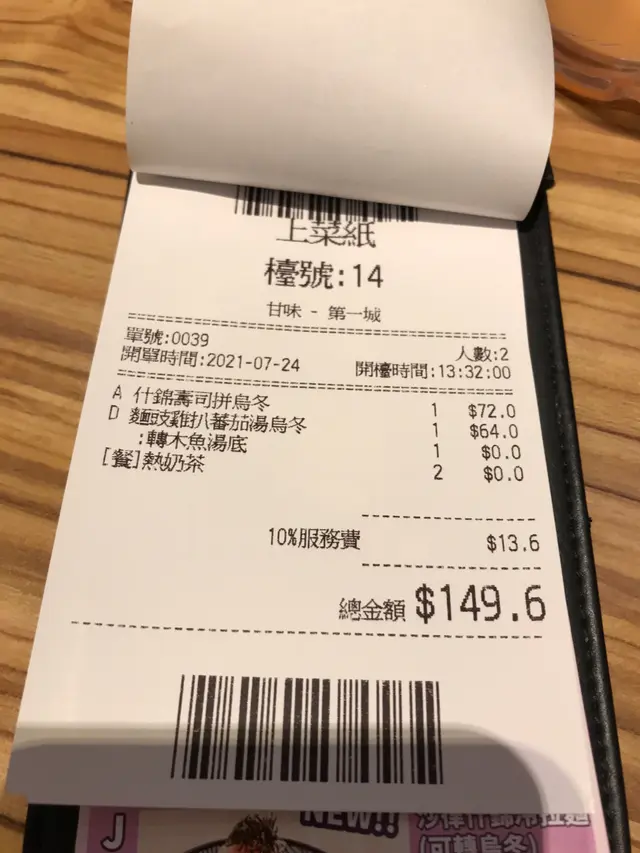 上菜紙
檯號:14
甘味 - 第一城
單號:0039 人數:2
開單時間:2021-07-24 開檯時間:13:32:00
A 什錦壽司拼烏冬 1 $72.0
D 麵豉雞扒蕃茄湯烏冬 1 $64.0
:轉木魚湯底 1 $0.0
[餐]熱奶茶 2 $0.0
10%服務費 $13.6
總金額 $149.6
J NEW!!
(可轉烏冬)